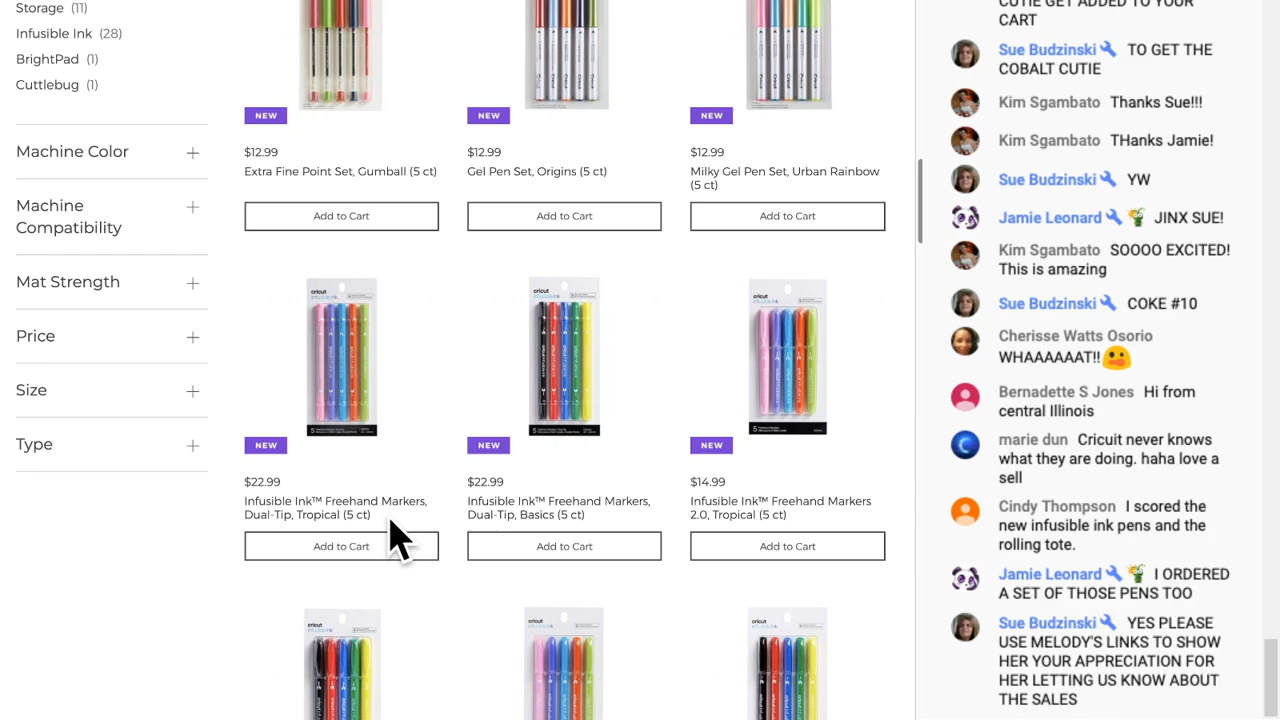 Storage (11)
Infusible Ink (28)
BrightPad (1)
Cuttlebug (1)
Machine Color
Machine
Compatibility
Mat Strength
Price
Size
Type
NEW
NEW
NEW
$12.99
Extra Fine Point Set, Gumball (5 ct)
Add to Cart
$12.99
Gel Pen Set, Origins (5 ct)
Add to Cart
$12.99
Milky Gel Pen Set, Urban Rainbow
(5 ct)
Add to Cart
cricut
cricut
cricut
NEW
NEW
NEW
$22.99
Infusible Ink™ Freehand Markers,
Dual-Tip, Tropical (5 ct)
Add to Cart
$22.99
Infusible Ink™ Freehand Markers,
Dual-Tip, Basics (5 ct)
Add to Cart
$14.99
Infusible Ink™ Freehand Markers
2.0, Tropical (5 ct)
Add to Cart
cricut
cricut
cricut
CUTIE GET ADDED TO YOUR
CART
Sue Budzinski TO GET THE
COBALT CUTIE
Kim Sgambato Thanks Sue!!!
Kim Sgambato THanks Jamie!
Sue Budzinski YW
Jamie Leonard JINX SUE!
Kim Sgambato SOOOO EXCITED!
This is amazing
Sue Budzinski COKE #10
Cherisse Watts Osorio
WHAAAAAT!!
Bernadette S Jones Hi from
central Illinois
marie dun Cricuit never knows
what they are doing. haha love a
sell
Cindy Thompson I scored the
new infusible ink pens and the
rolling tote.
Jamie Leonard I ORDERED
A SET OF THOSE PENS TOO
Sue Budzinski YES PLEASE
USE MELODY'S LINKS TO SHOW
HER YOUR APPRECIATION FOR
HER LETTING US KNOW ABOUT
THE SALES